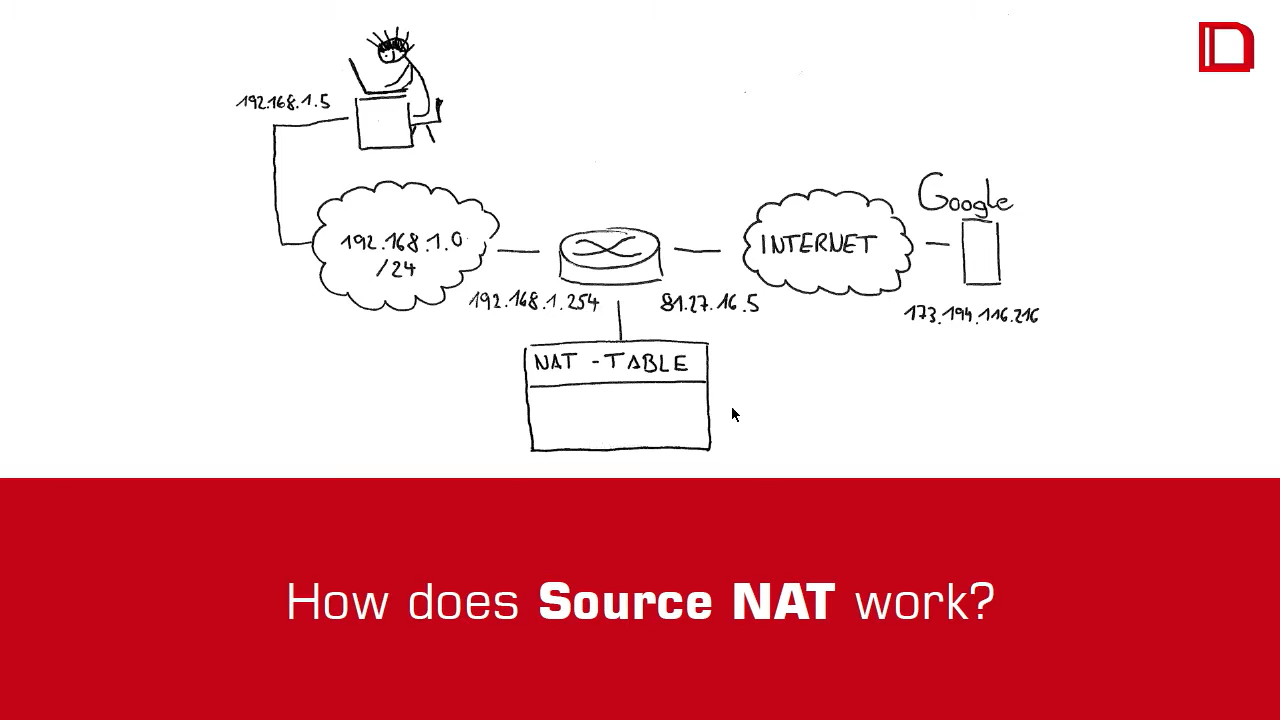 192.168.1.5
Google
192.168.1.0
/24
INTERNET
192.168.1.254
81.27.16.5
173.194.116.216
NAT - TABLE
How does Source NAT work?